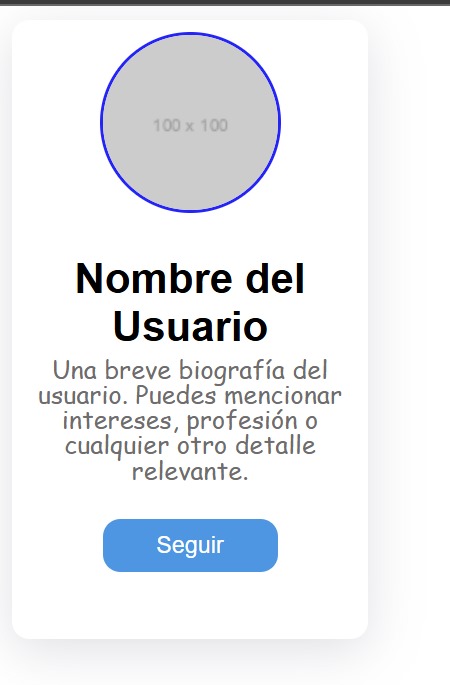 100 x 100
Nombre del
Usuario
Una breve biografía del
usuario. Puedes mencionar
intereses, profesión o
cualquier otro detalle
relevante.
Seguir